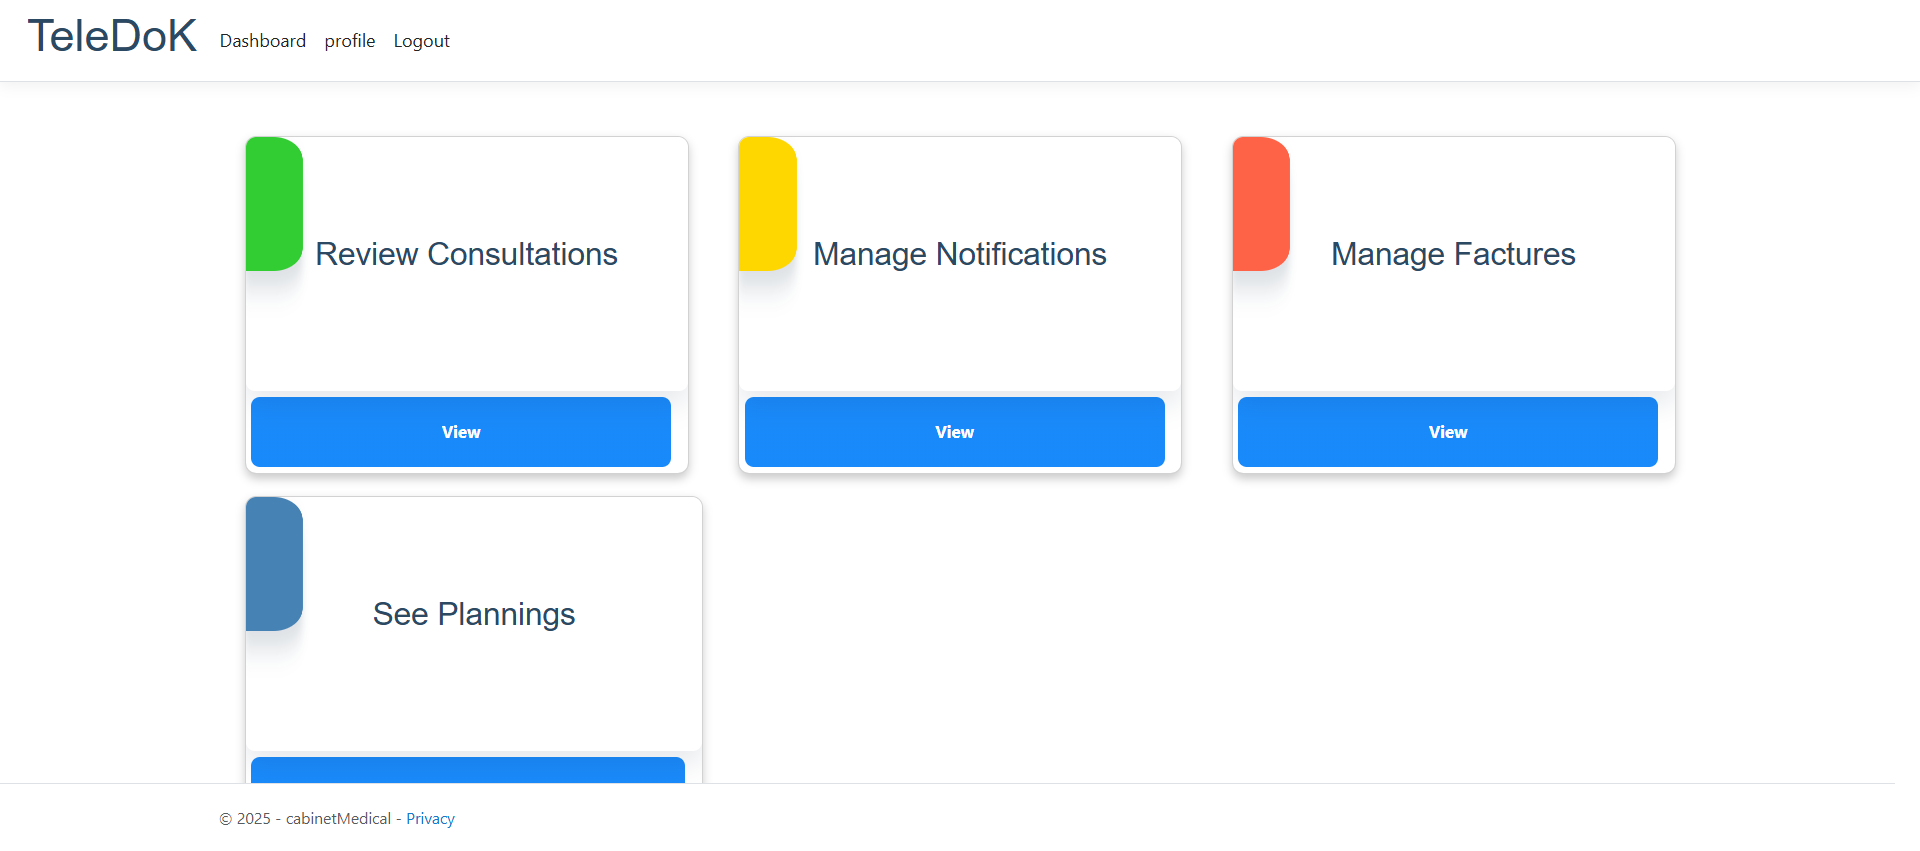 TeleDoK Dashboard profile Logout
Review Consultations
View
Manage Notifications
View
Manage Factures
View
See Plannings
© 2025 - cabinetMedical - Privacy